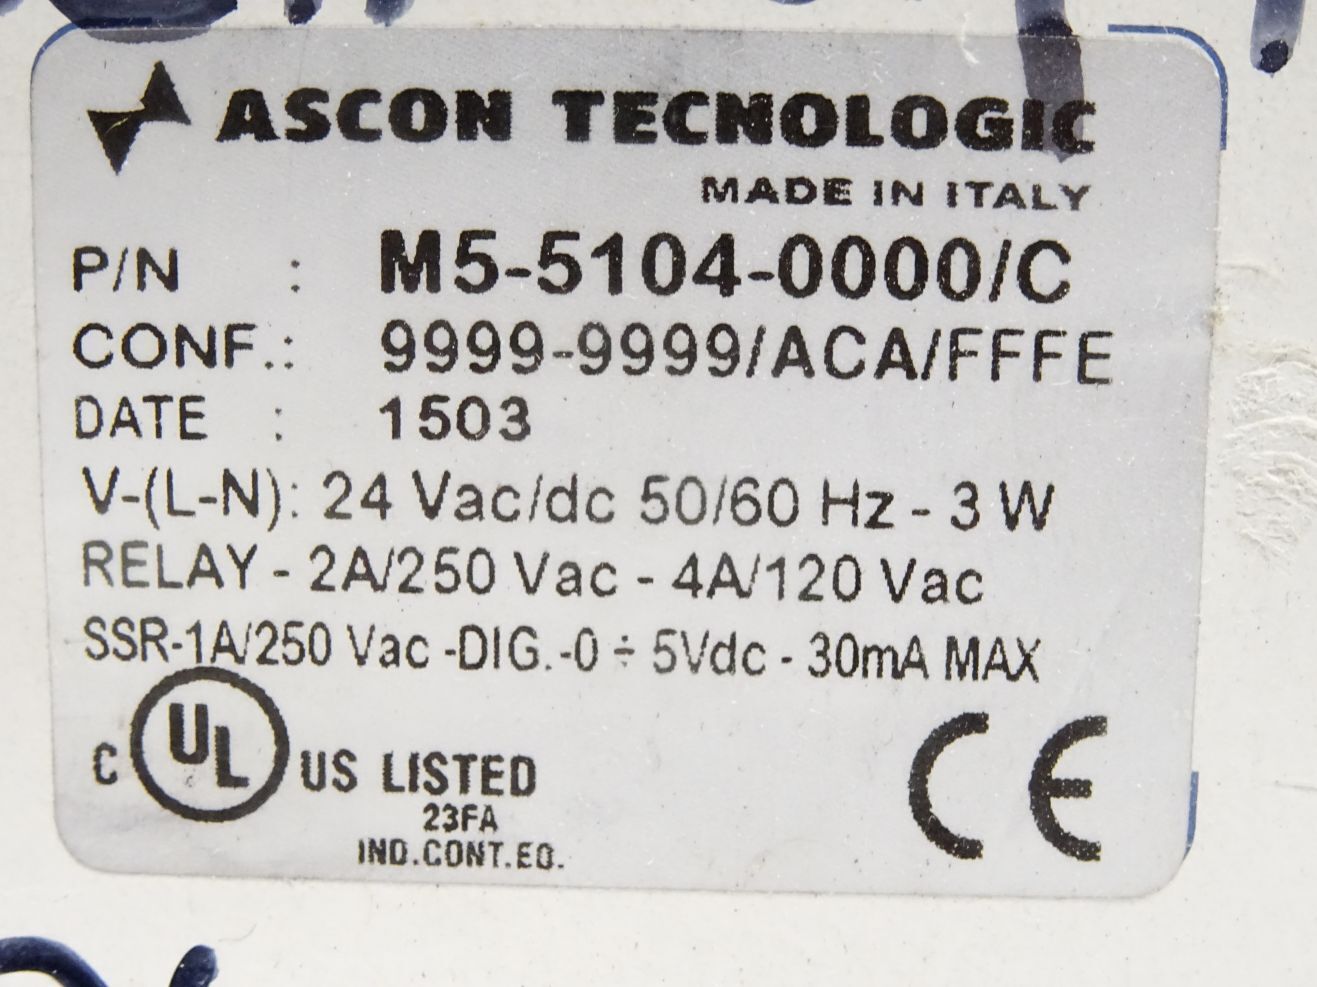 ASCON TECNOLOGIC
MADE IN ITALY
P/N : M5-5104-0000/C
CONF.: 9999-9999/ACA/FFFE
DATE : 1503
V-(L-N): 24 Vac/dc 50/60 Hz - 3 W
RELAY - 2A/250 Vac - 4A/120 Vac
SSR-1A/250 Vac -DIG.-0 ÷ 5Vdc - 30mA MAX
C UL US LISTED CE
23FA
IND.CONT.EQ.